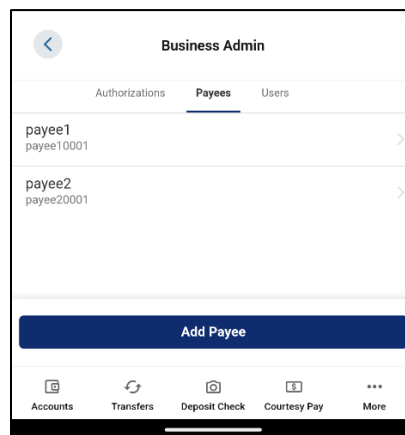 Business Admin
Authorizations Payees Users
payee1
payee10001
payee2
payee20001
Add Payee
Accounts Transfers Deposit Check Courtesy Pay More